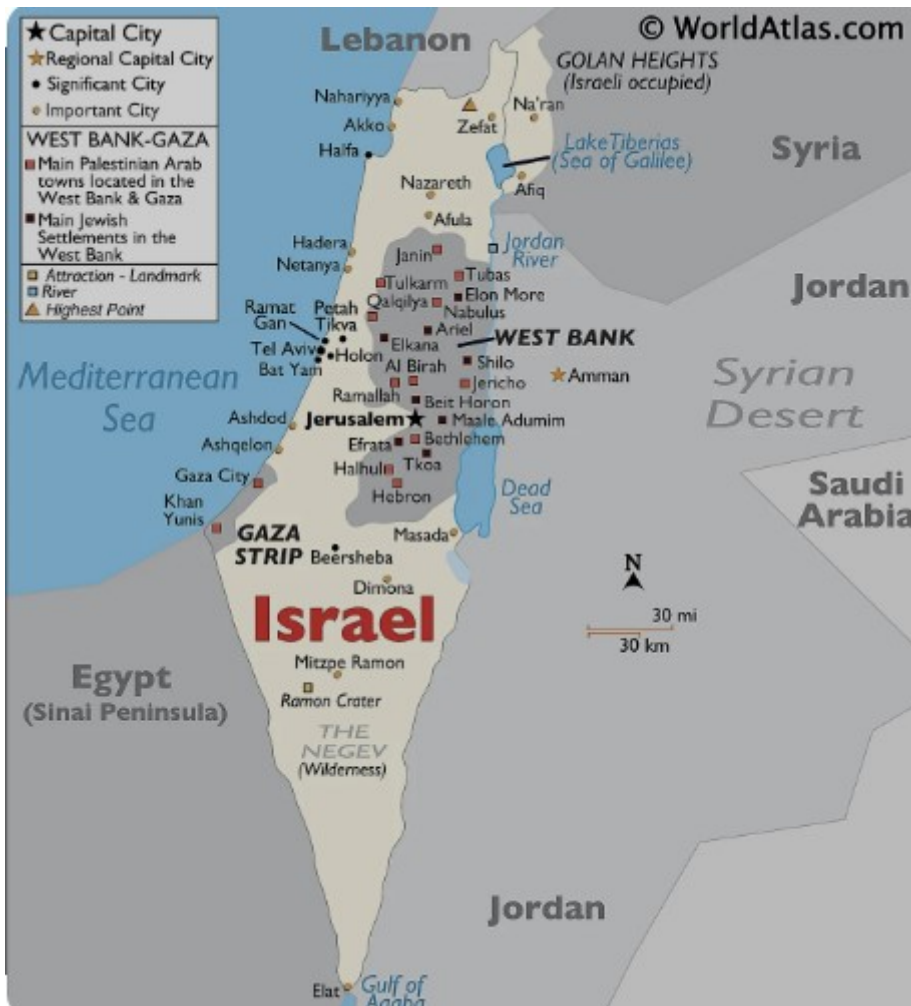 © WorldAtlas.com
Capital City
Regional Capital City
Significant City
Important City
WEST BANK-GAZA
Main Palestinian Arab
towns located in the
West Bank & Gaza
Main Jewish
Settlements in the
West Bank
Attraction - Landmark
River
Highest Point
Lebanon
GOLAN HEIGHTS
(Israeli occupied)
Nahariyya
Na'ran
Akko
Zefat
Haifa
Lake Tiberias
(Sea of Galilee)
Syria
Nazareth
Afiq
Afula
Hadera
Jordan
River
Janin
Netanya
Tubas
Tulkarm
Jordan
Elon More
Qalqilya
Nabulus
Ramat
Gan
Petah
Tikva
Ariel
WEST BANK
Elkana
Tel Aviv
Holon
Bat Yam
Shilo
Al Birah
Mediterranean
Sea
Amman
Syrian
Desert
Jericho
Ramallah
Beit Horon
Ashdod
Jerusalem
Maale Adumim
Ashqelon
Efrata
Bethlehem
Tkoa
Gaza City
Halhul
Hebron
Dead
Sea
Saudi
Arabia
Khan
Yunis
GAZA
STRIP
Masada
Beersheba
N
Dimona
Israel
30 mi
30 km
Mitzpe Ramon
Egypt
(Sinai Peninsula)
Ramon Crater
THE
NEGEV
(Wilderness)
Jordan
Elat
Gulf of
Aqaba